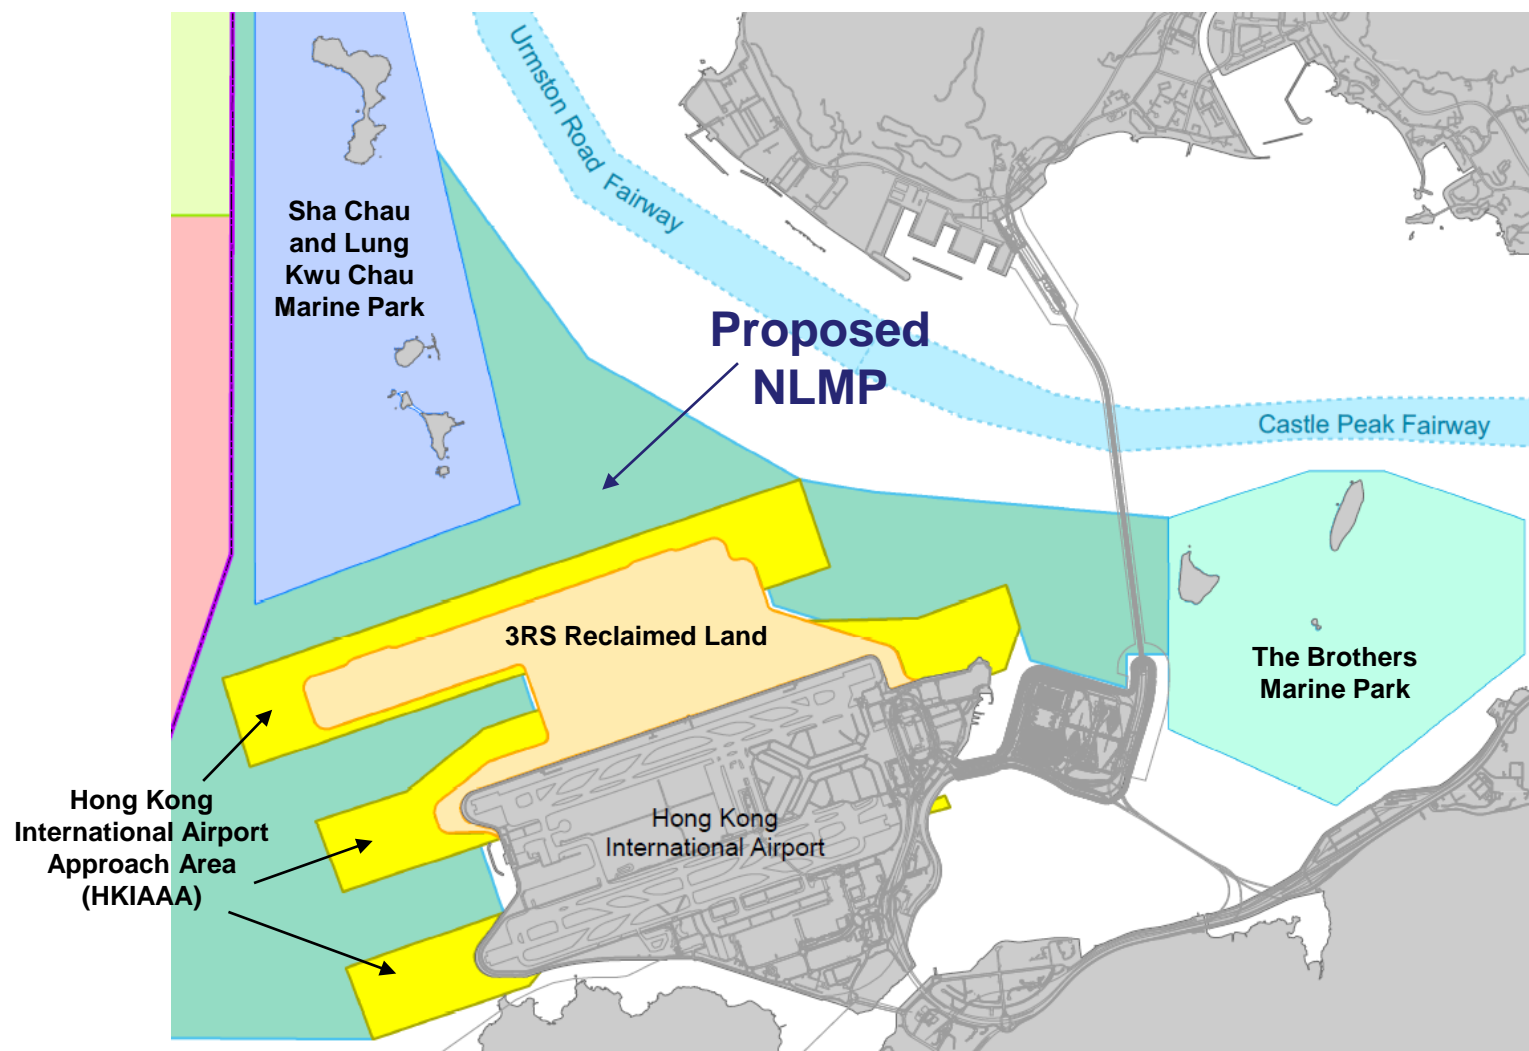 Urmston Road Fairway
Sha Chau
and Lung
Kwu Chau
Marine Park
Proposed
NLMP
Castle Peak Fairway
3RS Reclaimed Land
The Brothers
Marine Park
Hong Kong
International Airport
Approach Area
(HKIAAA)
Hong Kong
International Airport